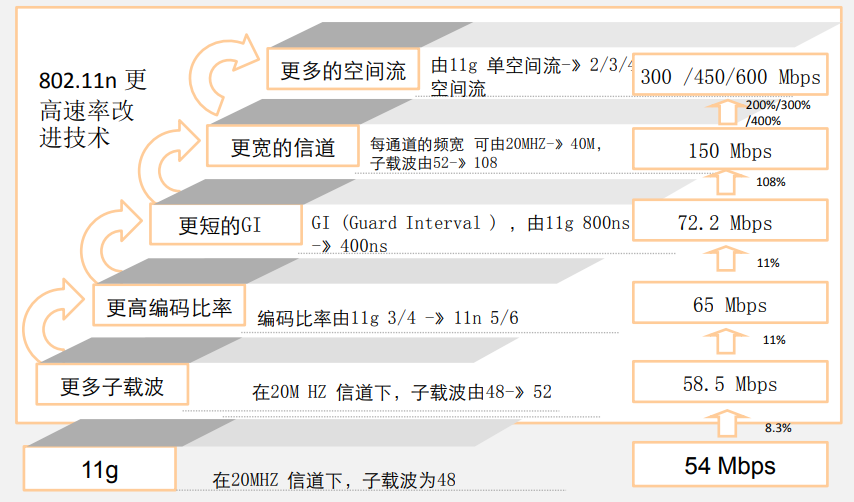 802.11n 更
高速率改
进技术
更多的空间流
由11g 单空间流-》 2/3/4
空间流
300 /450/600 Mbps
200%/300%
/400%
更宽的信道
每通道的频宽 可由20MHZ-》 40M，
子载波由52-》 108
150 Mbps
108%
更短的GI
GI (Guard Interval ) ，由11g 800ns
-》 400ns
72.2 Mbps
11%
更高编码比率
编码比率由11g 3/4 -》 11n 5/6
65 Mbps
11%
更多子载波
在20M HZ 信道下，子载波由48-》 52
58.5 Mbps
8.3%
11g
在20MHZ 信道下，子载波为48
54 Mbps